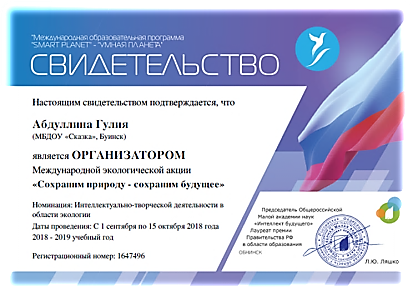 "Международная образовательная программа
"SMART PLANET" - "УМНАЯ ПЛАНЕТА"
СВИДЕТЕЛЬСТВО
Настоящим свидетельством подтверждается, что
Абдуллина Гулия
(МБДОУ «Сказка», Буинск)
является ОРГАНИЗАТОРОМ
Международной экологической акции
«Сохраним природу - сохраним будущее»
Номинация: Интеллектуально-творческой деятельности в
области экологии
Даты проведения: С 1 сентября по 15 октября 2018 года
2018 - 2019 учебный год
Регистрационный номер: 1647496
Председатель Общероссийской
Малой академии наук
«Интеллект будущего»
Лауреат премии
Правительства РФ
в области образования
ОБНИНСК
Л.Ю. Ляшко